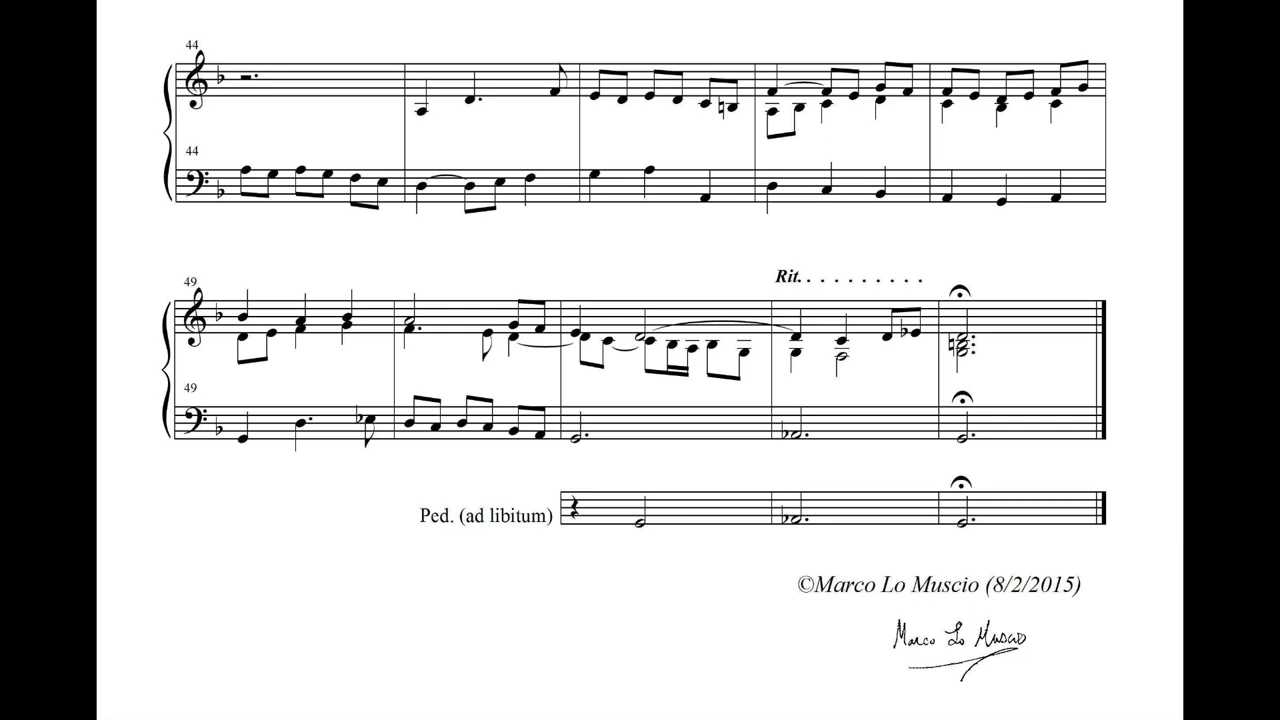 44
44
49
Rit. . . . . . . . . . .
49
Ped. (ad libitum)
©Marco Lo Muscio (8/2/2015)
Marco Lo Muscio